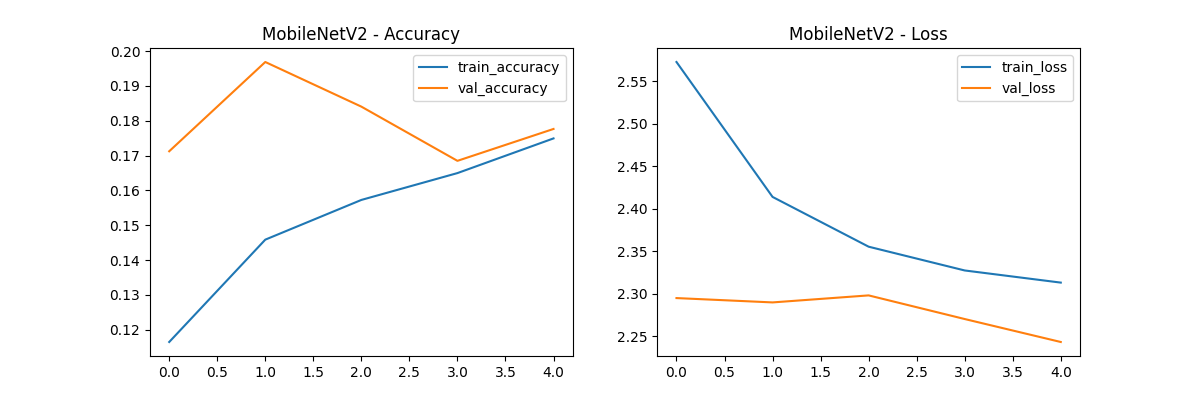 MobileNetV2 - Accuracy
0.20
0.19
0.18
0.17
0.16
0.15
0.14
0.13
0.12
train_accuracy
val_accuracy
0.0 0.5 1.0 1.5 2.0 2.5 3.0 3.5 4.0
MobileNetV2 - Loss
2.55
2.50
2.45
2.40
2.35
2.30
2.25
train_loss
val_loss
0.0 0.5 1.0 1.5 2.0 2.5 3.0 3.5 4.0